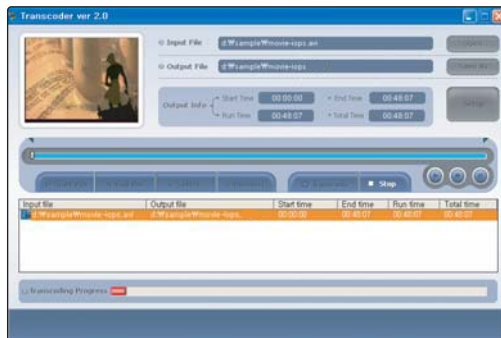 Transcoder ver 2.0
Input File d:₩sample₩movie-iops.avi
Output File d:₩sample₩movie-iops
Output Info
Start Time 00:00:00 End Time 00:48:07
Run Time 00:48:07 Total Time 00:48:07
Setup
Stop
Input file Output file Start time End time Run time Total time
d:₩sample₩movie-iops.avi d:₩sample₩movie-iops. 00:00:00 00:48:07 00:48:07 00:48:07
Transcoding Progress